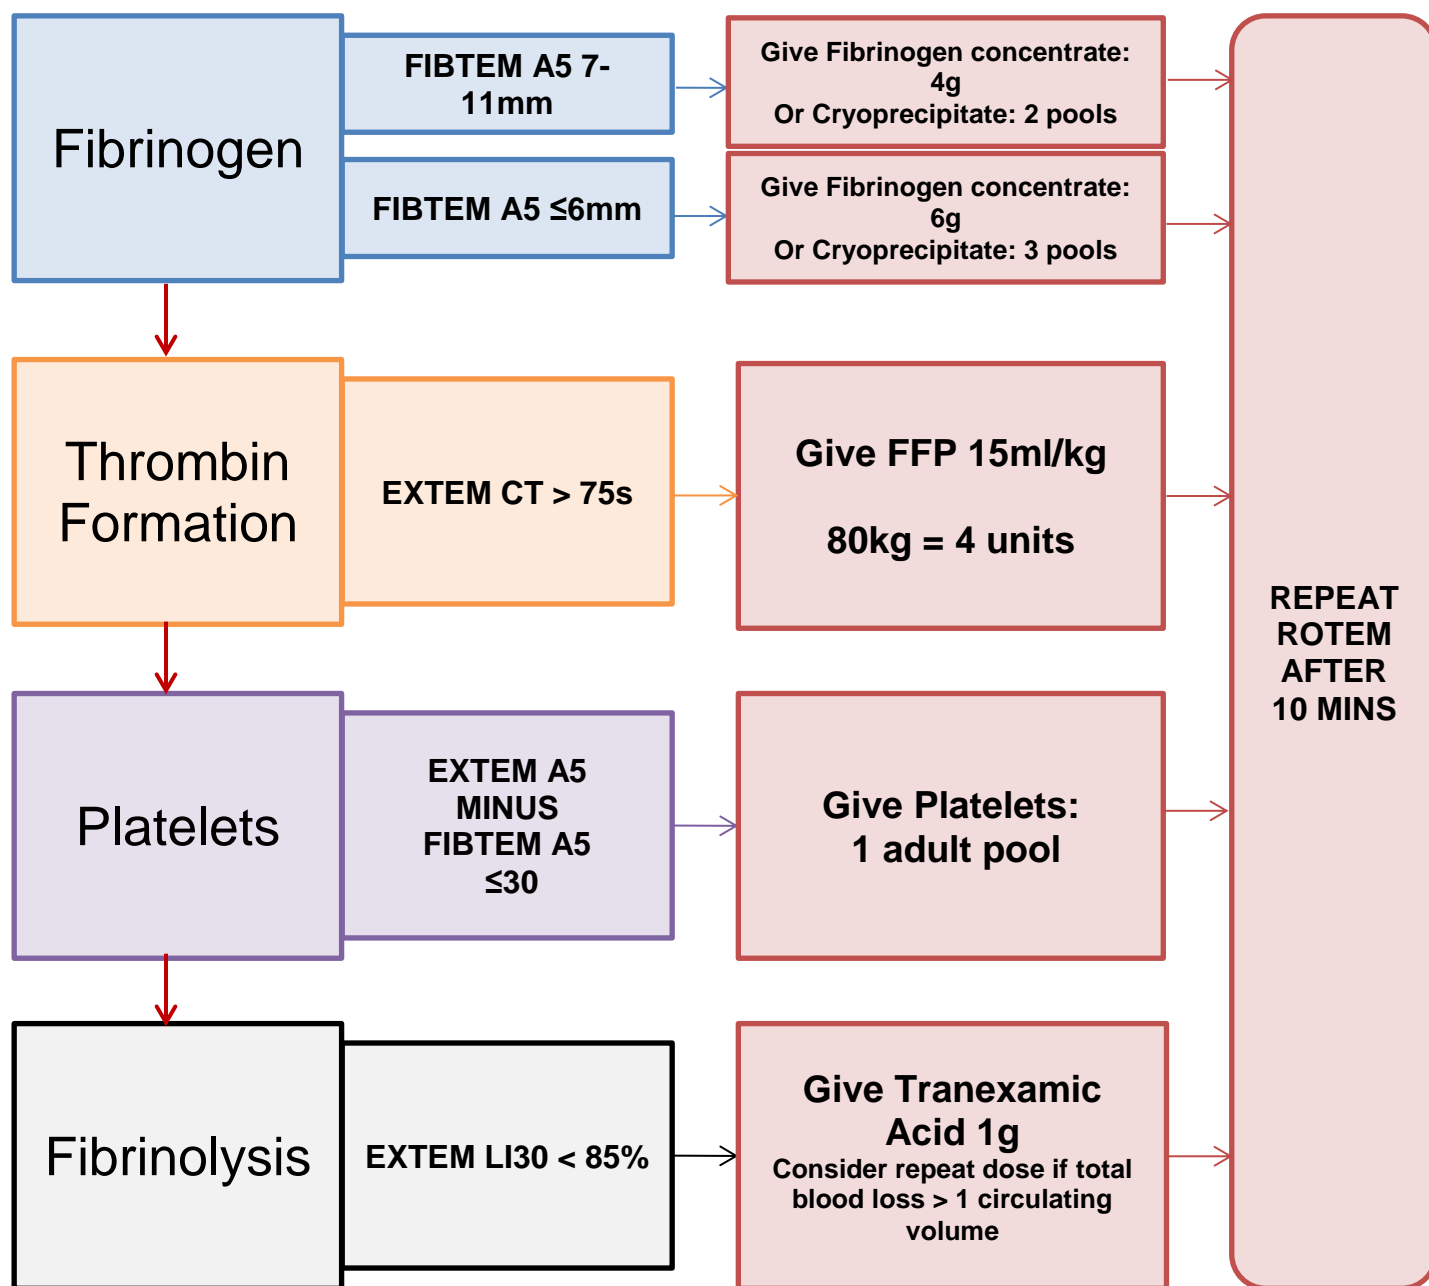 Fibrinogen
FIBTEM A5 7-
11mm
Give Fibrinogen concentrate:
4g
Or Cryoprecipitate: 2 pools
FIBTEM A5 ≤6mm
Give Fibrinogen concentrate:
6g
Or Cryoprecipitate: 3 pools
Thrombin
Formation
EXTEM CT > 75s
Give FFP 15ml/kg
80kg = 4 units
Platelets
EXTEM A5
MINUS
FIBTEM A5
≤30
Give Platelets:
1 adult pool
Fibrinolysis
EXTEM LI30 < 85%
Give Tranexamic
Acid 1g
Consider repeat dose if total
blood loss > 1 circulating
volume
REPEAT
ROTEM
AFTER
10 MINS